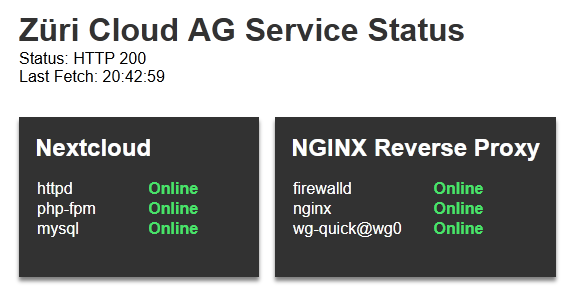 Züri Cloud AG Service Status
Status: HTTP 200
Last Fetch: 20:42:59
Nextcloud
httpd Online
php-fpm Online
mysql Online
NGINX Reverse Proxy
firewalld Online
nginx Online
wg-quick@wg0 Online